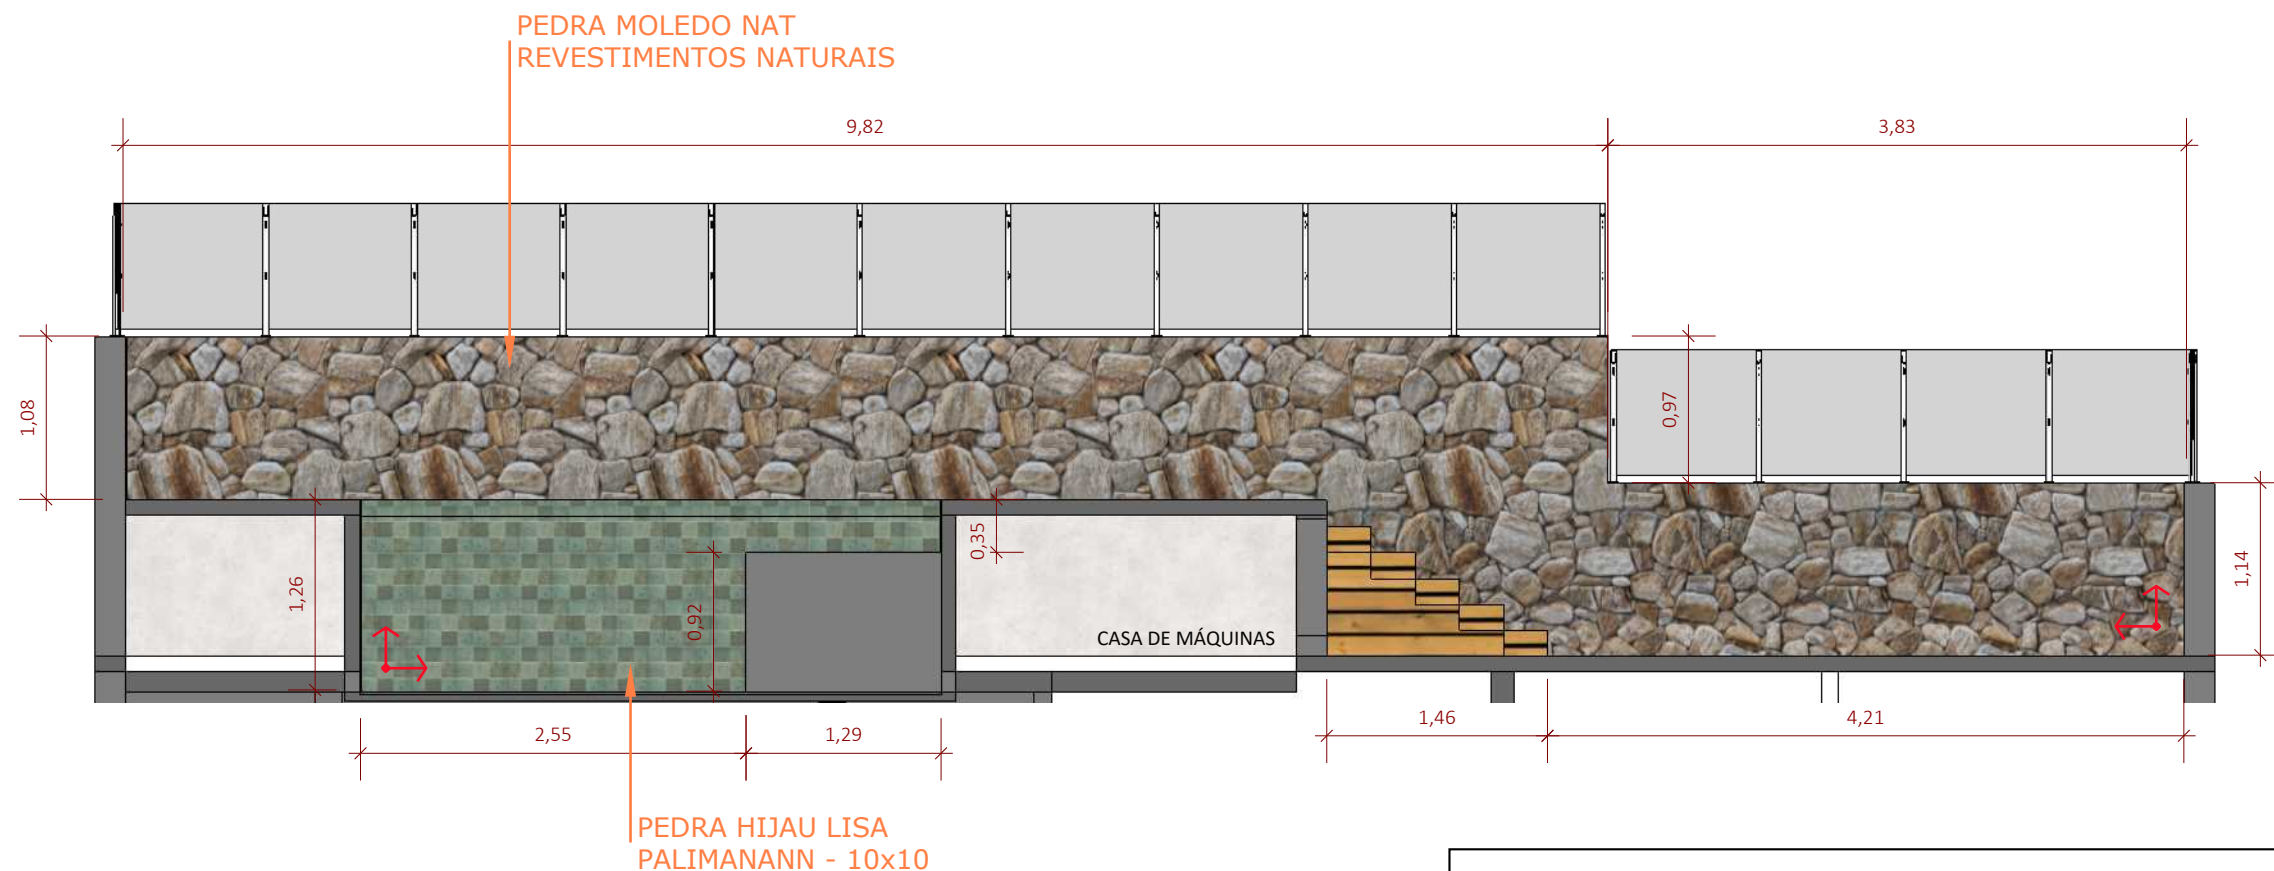 PEDRA MOLEDO NAT
REVESTIMENTOS NATURAIS
9,82
3,83
1,08
0,97
0,35
1,26
0,92
1,14
CASA DE MÁQUINAS
2,55
1,29
1,46
4,21
PEDRA HIJAU LISA
PALIMANANN - 10x10